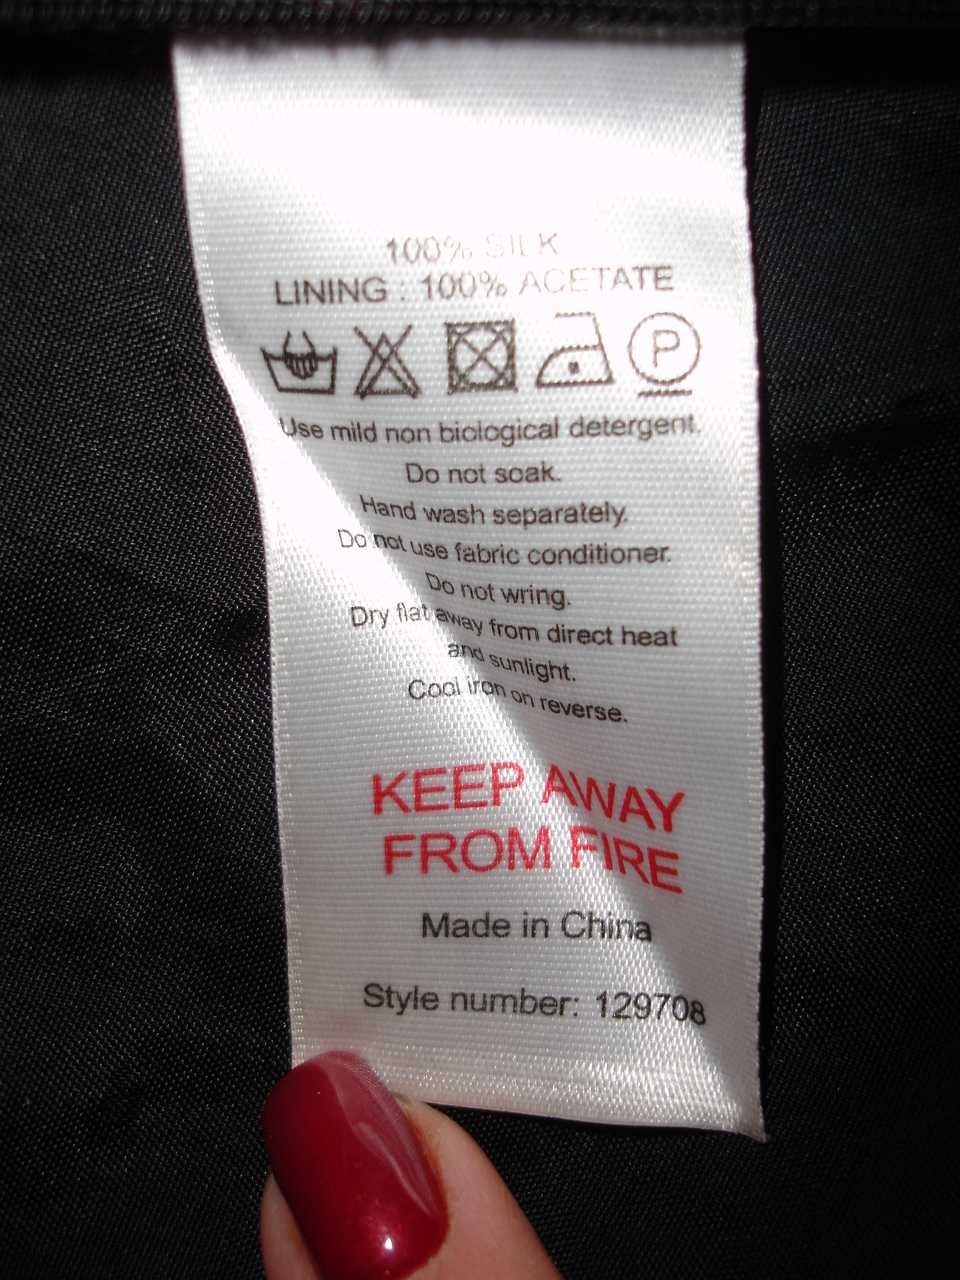 100% SILK
LINING : 100% ACETATE
P
Use mild non biological detergent.
Do not soak.
Hand wash separately.
Do not use fabric conditioner.
Do not wring.
Dry flat away from direct heat
and sunlight.
Cool iron on reverse.
KEEP AWAY
FROM FIRE
Made in China
Style number: 129708